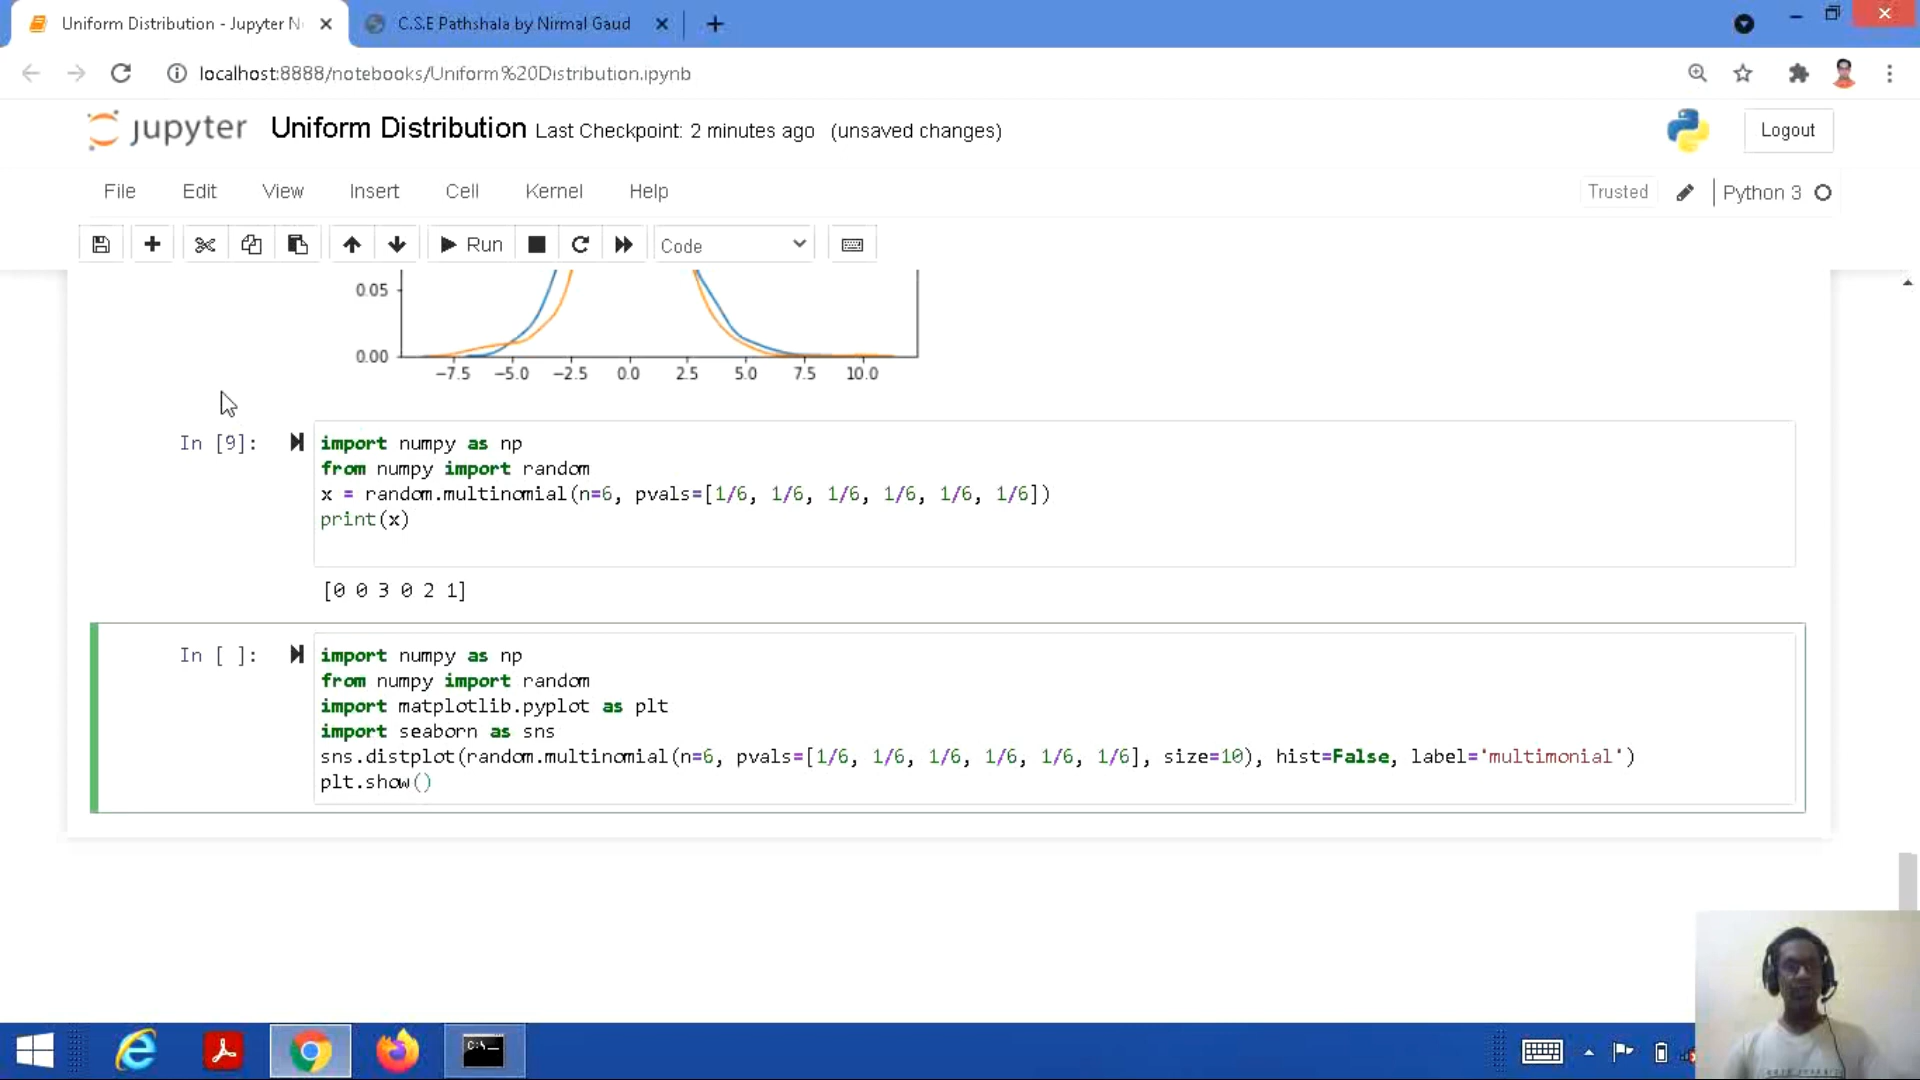 Uniform Distribution - Jupyter N
C.S.E Pathshala by Nirmal Gaud
localhost:8888/notebooks/Uniform%20Distribution.ipynb
jupyter Uniform Distribution Last Checkpoint: 2 minutes ago (unsaved changes)
Logout
File Edit View Insert Cell Kernel Help
Trusted Python 3
Run Code
0.05
0.00
−7.5 −5.0 −2.5 0.0 2.5 5.0 7.5 10.0
In [9]: import numpy as np
from numpy import random
x = random.multinomial(n=6, pvals=[1/6, 1/6, 1/6, 1/6, 1/6, 1/6])
print(x)
[0 0 3 0 2 1]
In [ ]: import numpy as np
from numpy import random
import matplotlib.pyplot as plt
import seaborn as sns
sns.distplot(random.multinomial(n=6, pvals=[1/6, 1/6, 1/6, 1/6, 1/6, 1/6], size=10), hist=False, label='multimonial')
plt.show()
C:\.